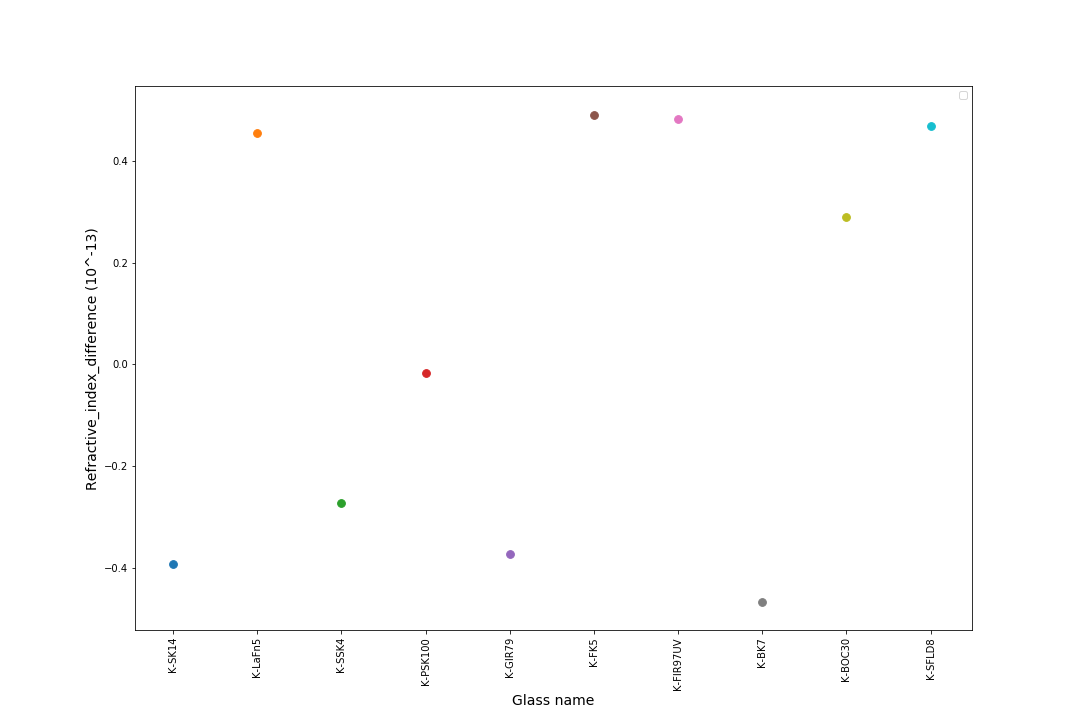 Refractive_index_difference (10^-13)
0.4
0.2
0.0
−0.2
−0.4
K-SK14
K-LaFn5
K-SSK4
K-PSK100
K-GIR79
K-FK5
K-FIR97UV
K-BK7
K-BOC30
K-SFLD8
Glass name